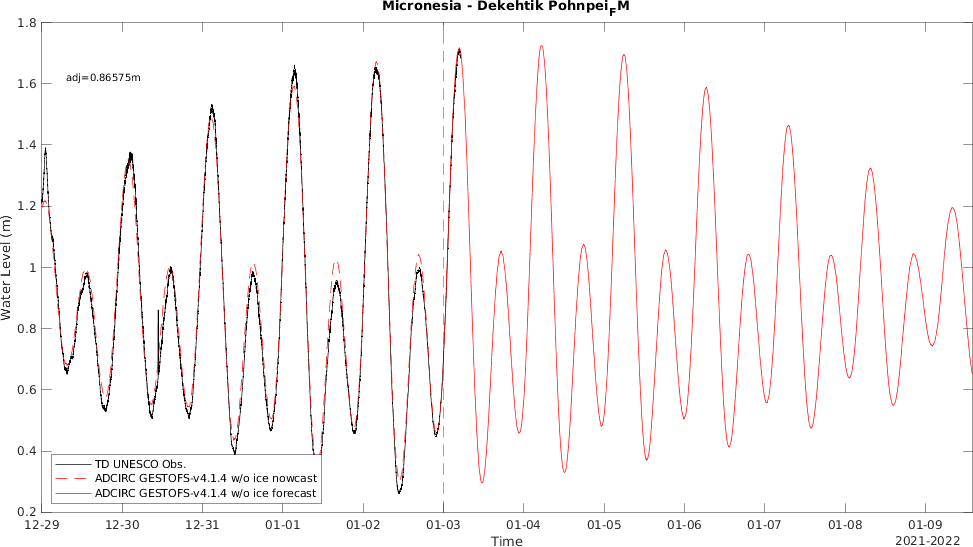 Micronesia - Dekehtik Pohnpei_FM
1.8
1.6
1.4
1.2
1
0.8
0.6
0.4
0.2
Water Level (m)
adj=0.86575m
TD UNESCO Obs.
ADCIRC GESTOFS-v4.1.4 w/o ice nowcast
ADCIRC GESTOFS-v4.1.4 w/o ice forecast
12-29 12-30 12-31 01-01 01-02 01-03 01-04 01-05 01-06 01-07 01-08 01-09
Time
2021-2022